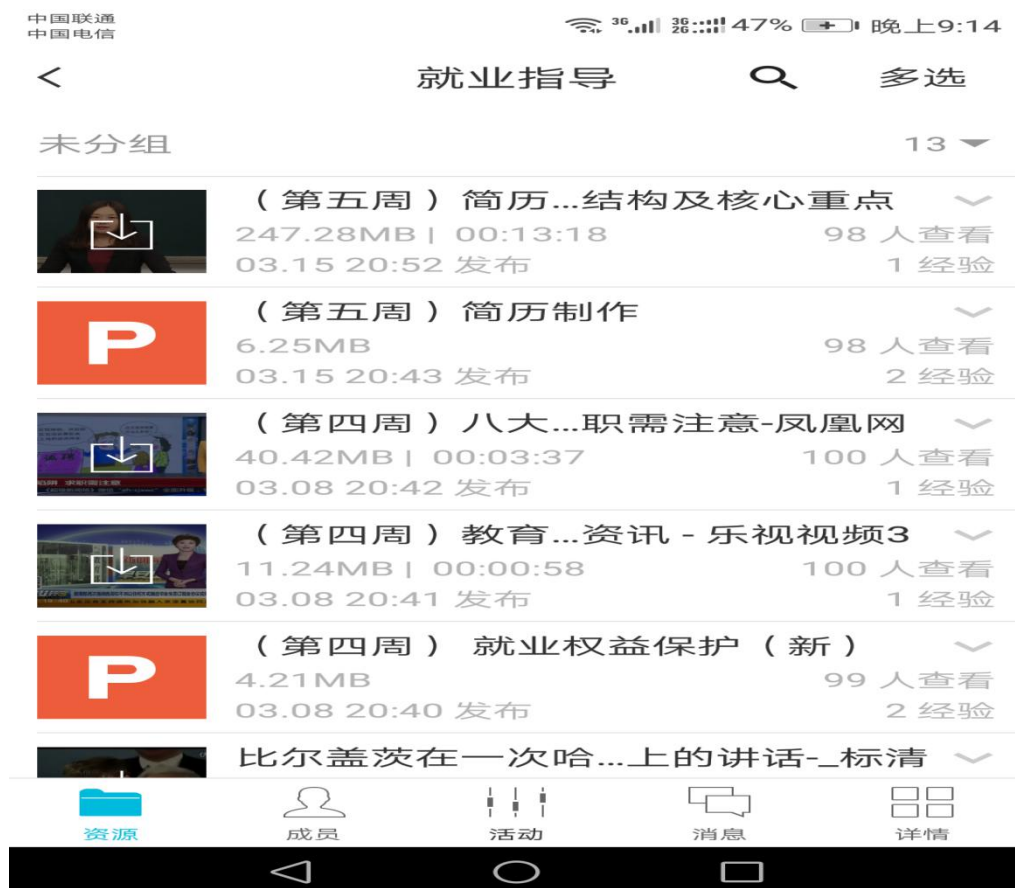 中国联通
中国电信
3G 3G 2G 47% 晚上9:14
就业指导 多选
未分组 13
（第五周）简历...结构及核心重点
247.28MB | 00:13:18 98 人查看
03.15 20:52 发布 1 经验
P
（第五周）简历制作
6.25MB 98 人查看
03.15 20:43 发布 2 经验
（第四周）八大...职需注意-凤凰网
40.42MB | 00:03:37 100 人查看
求职需注意
03.08 20:42 发布 1 经验
（第四周）教育...资讯 - 乐视视频3
11.24MB | 00:00:58 100 人查看
03.08 20:41 发布 1 经验
P
（第四周） 就业权益保护（新）
4.21MB 99 人查看
03.08 20:40 发布 2 经验
比尔盖茨在一次哈...上的讲话-_标清
资源 成员 活动 消息 详情